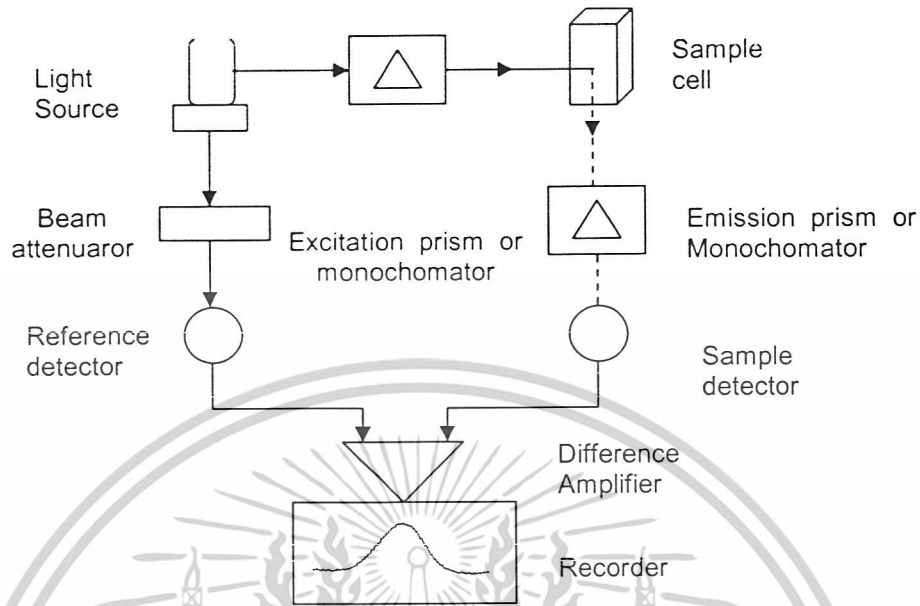 Light
Source
Sample
cell
Beam
attenuaror
Excitation prism or
monochomator
Emission prism or
Monochomator
Reference
detector
Sample
detector
Difference
Amplifier
Recorder